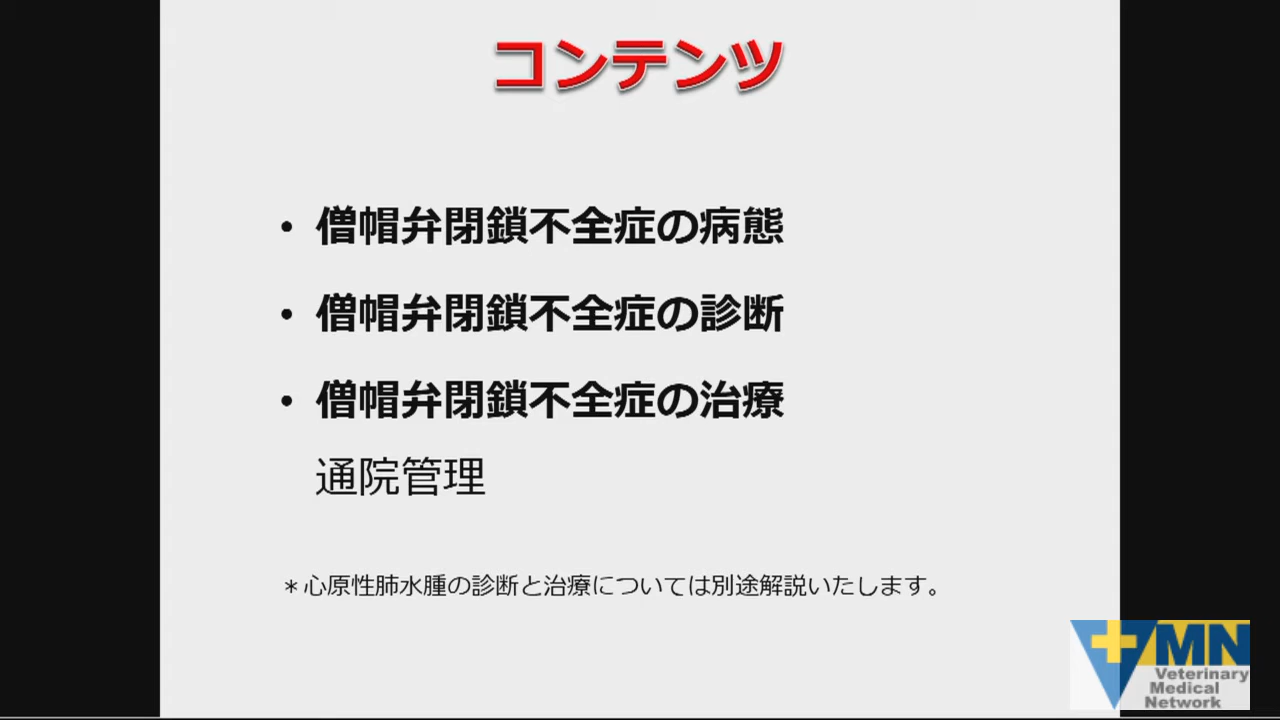 コンテンツ
• 僧帽弁閉鎖不全症の病態
• 僧帽弁閉鎖不全症の診断
• 僧帽弁閉鎖不全症の治療
通院管理
＊心原性肺水腫の診断と治療については別途解説いたします。
MN
Veterinary
Medical
Network